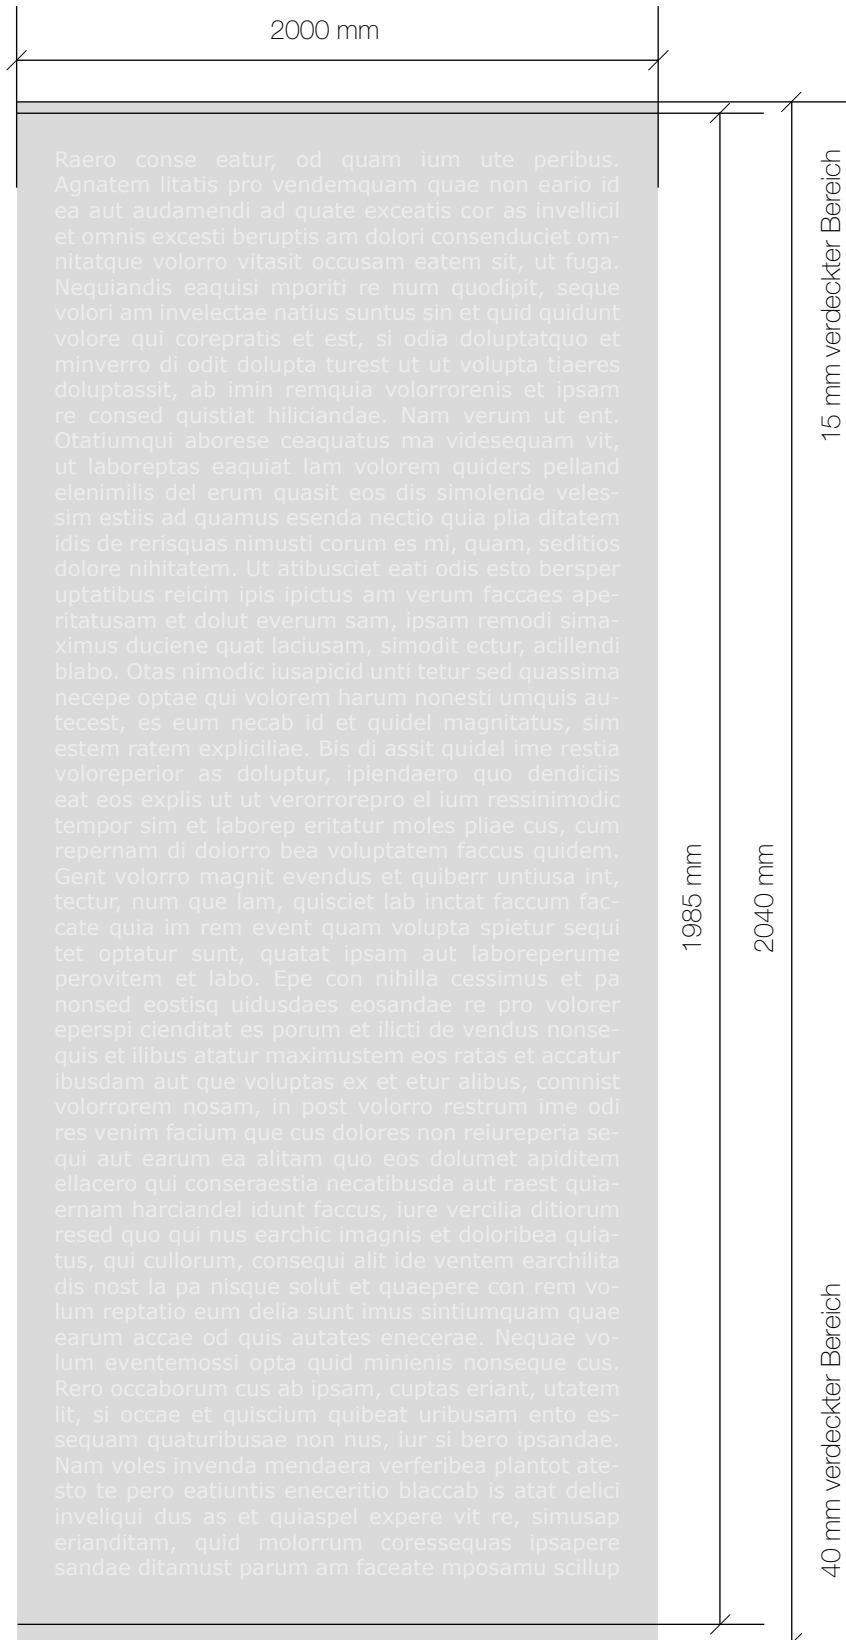 2000 mm
Raero conse eatur, od quam ium ute peribus.
Agnatem litatis pro vendemquam quae non eario id
ea aut audamendi ad quate exceatis cor as invellicil
et omnis excesti beruptis am dolori consenduciet om-
nitatque volorro vitasit occusam eatem sit, ut fuga.
Nequiandis eaquisi mporiti re num quodipit, seque
volori am invelectae natius suntus sin et quid quidunt
volore qui corepratis et est, si odia doluptatquo et
minverro di odit dolupta turest ut ut volupta tiaeres
doluptassit, ab imin remquia volorrorenis et ipsam
re consed quistiat hiliciandae. Nam verum ut ent.
Otatiumqui aborese ceaquatus ma videsequam vit,
ut laboreptas eaquiat lam volorem quiders pelland
elenimilis del erum quasit eos dis simolende veles-
sim estiis ad quamus esenda nectio quia plia ditatem
idis de rerisquas nimusti corum es mi, quam, seditios
dolore nihitatem. Ut atibusciet eati odis esto bersper
uptatibus reicim ipis ipictus am verum faccaes ape-
ritatusam et dolut everum sam, ipsam remodi sima-
ximus duciene quat laciusam, simodit ectur, acillendi
blabo. Otas nimodic iusapicid unti tetur sed quassima
necepe optae qui volorem harum nonesti umquis au-
tecest, es eum necab id et quidel magnitatus, sim
estem ratem expliciliae. Bis di assit quidel ime restia
voloreperior as doluptur, ipiendaero quo dendiciis
eat eos explis ut ut verorrorepro el ium ressinimodic
tempor sim et laborep eritatur moles pliae cus, cum
repernam di dolorro bea voluptatem faccus quidem.
Gent volorro magnit evendus et quiberr untiusa int,
tectur, num que lam, quisciet lab inctat faccum fac-
cate quia im rem event quam volupta spietur sequi
tet optatur sunt, quatat ipsam aut laboreperume
perovitem et labo. Epe con nihilla cessimus et pa
nonsed eostisq uidusdaes eosandae re pro volorer
eperspi cienditat es porum et ilicti de vendus nonse-
quis et ilibus atatur maximustem eos ratas et accatur
ibusdam aut que voluptas ex et etur alibus, comnist
volorrorem nosam, in post volorro restrum ime odi
res venim facium que cus dolores non reiureperia se-
qui aut earum ea alitam quo eos dolumet apiditem
ellacero qui conseraestia necatibusda aut raest quia-
ernam harciandel idunt faccus, iure vercilia ditiorum
resed quo qui nus earchic imagnis et doloribea quia-
tus, qui cullorum, consequi alit ide ventem earchilita
dis nost la pa nisque solut et quaepere con rem vo-
lum reptatio eum delia sunt imus sintiumquam quae
earum accae od quis autates enecerae. Nequae vo-
lum eventemossi opta quid minienis nonseque cus.
Rero occaborum cus ab ipsam, cuptas eriant, utatem
lit, si occae et quiscium quibeat uribusam ento es-
sequam quaturibusae non nus, iur si bero ipsandae.
Nam voles invenda mendaera verferibea plantot ate-
sto te pero eatiuntis eneceritio blaccab is atat delici
inveliqui dus as et quiaspel expere vit re, simusap
erianditam, quid molorrum coressequas ipsapere
sandae ditamust parum am faceate mposamu scillup
1985 mm
2040 mm
15 mm verdeckter Bereich
40 mm verdeckter Bereich